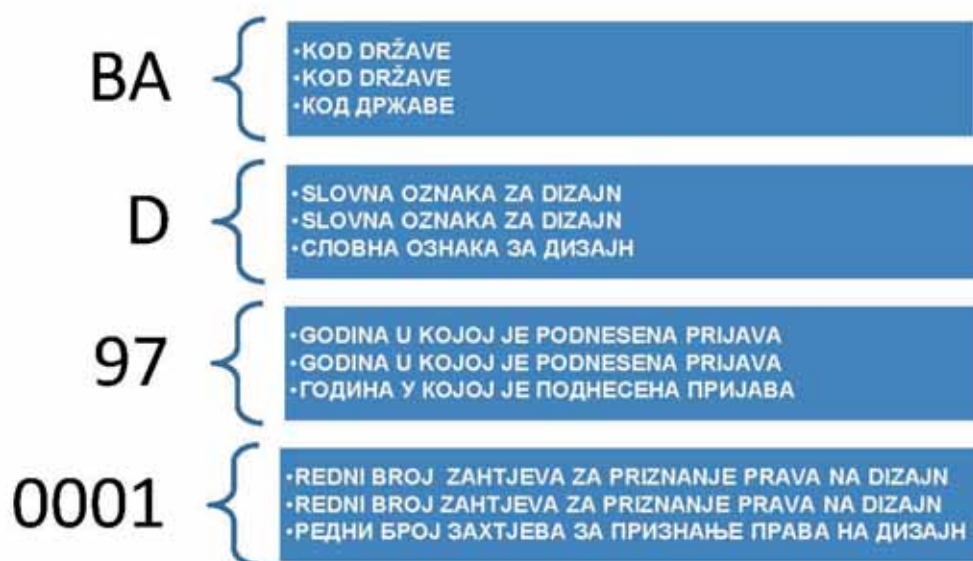 BA
•KOD DRŽAVE
•KOD DRŽAVE
•КОД ДРЖАВЕ
D
•SLOVNA OZNAKA ZA DIZAJN
•SLOVNA OZNAKA ZA DIZAJN
•СЛОВНА ОЗНАКА ЗА ДИЗАЈН
97
•GODINA U KOJOJ JE PODNESENA PRIJAVA
•GODINA U KOJOJ JE PODNESENA PRIJAVA
•ГОДИНА У КОЈОЈ ЈЕ ПОДНЕСЕНА ПРИЈАВА
0001
•REDNI BROJ ZAHTJEVA ZA PRIZNANJE PRAVA NA DIZAJN
•REDNI BROJ ZAHTJEVA ZA PRIZNANJE PRAVA NA DIZAJN
•РЕДНИ БРОЈ ЗАХТЈЕВА ЗА ПРИЗНАЊЕ ПРАВА НА ДИЗАЈН